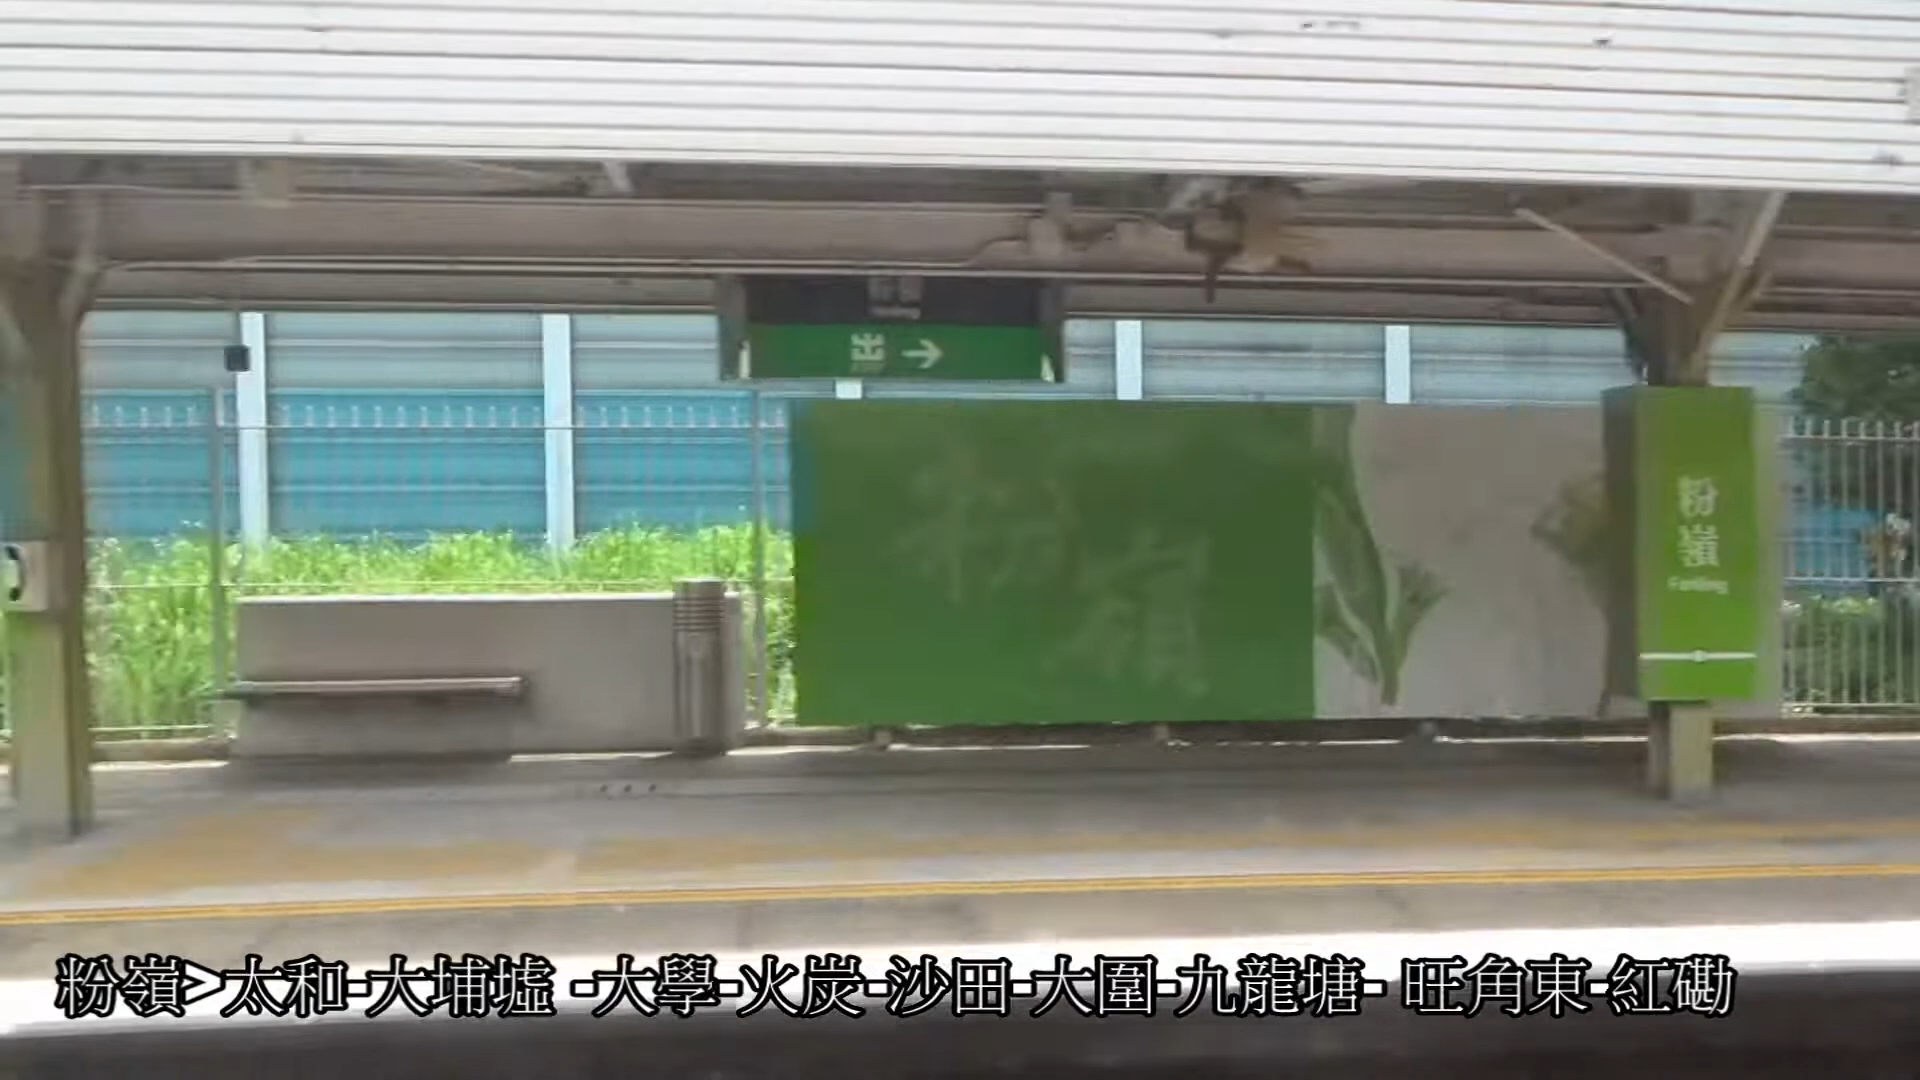 粉嶺
出 →
粉嶺
粉嶺
Fanling
粉嶺>太和-大埔墟 -大學-火炭-沙田-大圍-九龍塘- 旺角東-紅磡